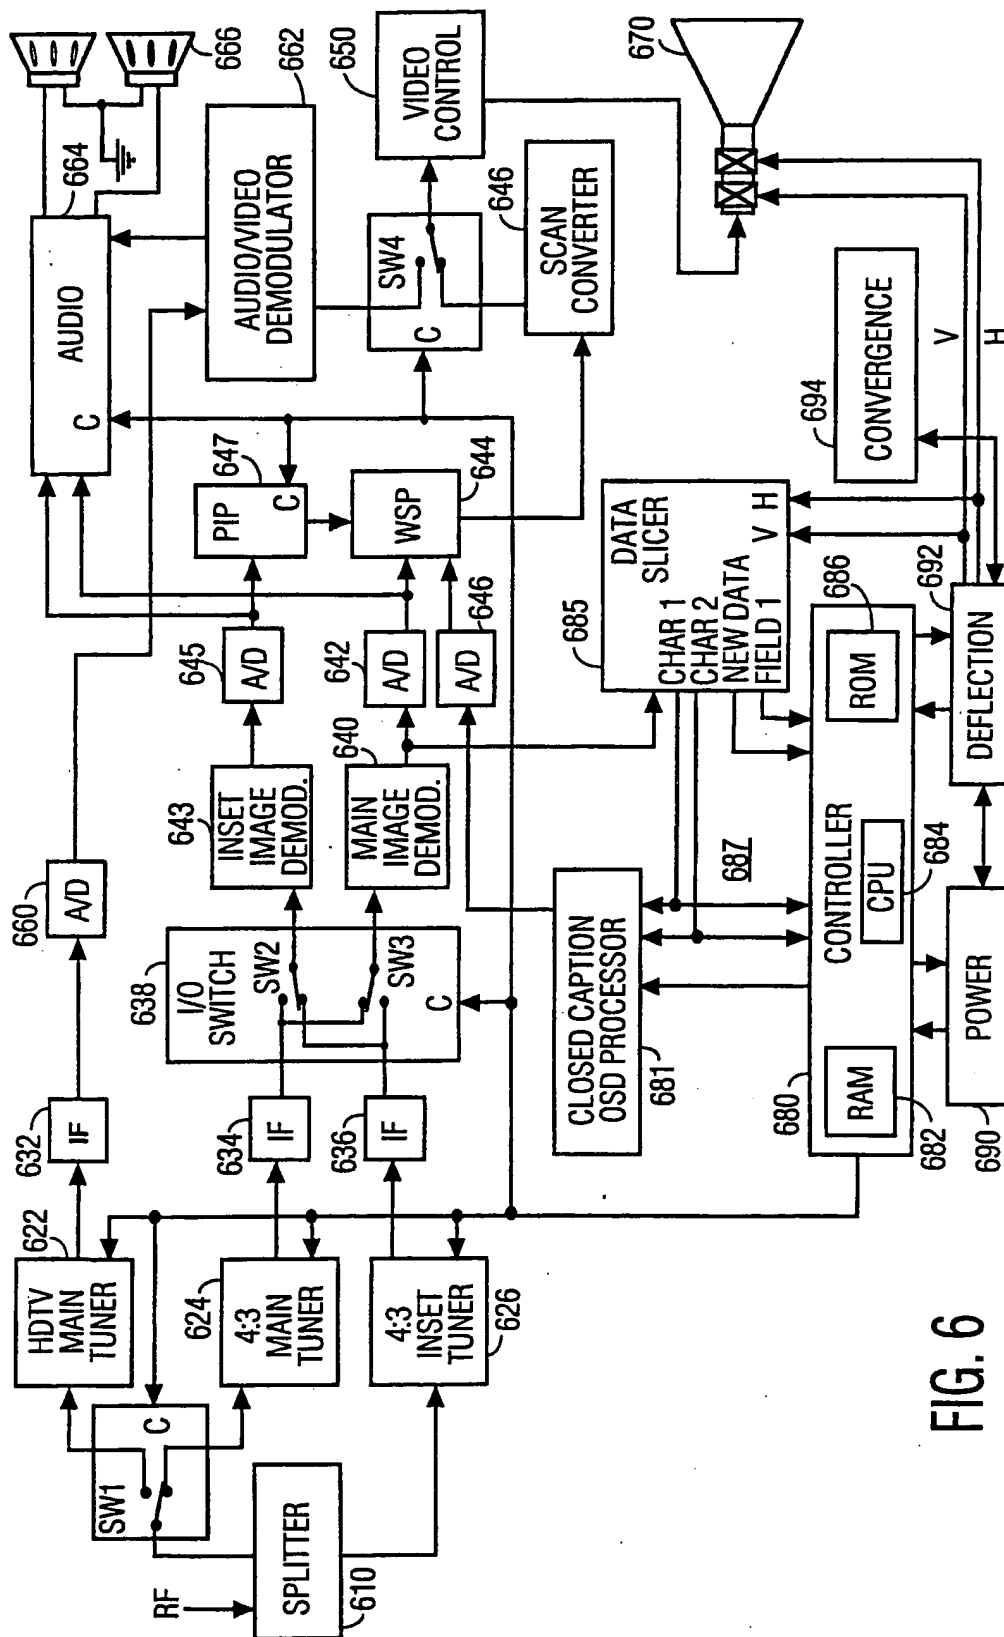 RF
SPLITTER
610
SW1
C
HDTV
MAIN
TUNER
622
4:3
MAIN
TUNER
624
4:3
INSET
TUNER
626
IF
632
IF
634
IF
636
A/D
660
I/O
SWITCH
638
SW2
SW3
C
INSET
IMAGE
DEMOD.
643
MAIN
IMAGE
DEMOD.
640
A/D
645
A/D
642
A/D
646
PIP
C
647
WSP
644
AUDIO
C
664
666
AUDIO/VIDEO
DEMODULATOR
662
SW4
C
VIDEO
CONTROL
650
SCAN
CONVERTER
646
670
CLOSED CAPTION
OSD PROCESSOR
681
687
DATA
SLICER
CHAR 1
CHAR 2
NEW DATA
FIELD 1
V H
685
CONTROLLER
680
RAM
682
CPU
684
ROM
686
POWER
690
DEFLECTION
692
CONVERGENCE
694
V
H
FIG. 6